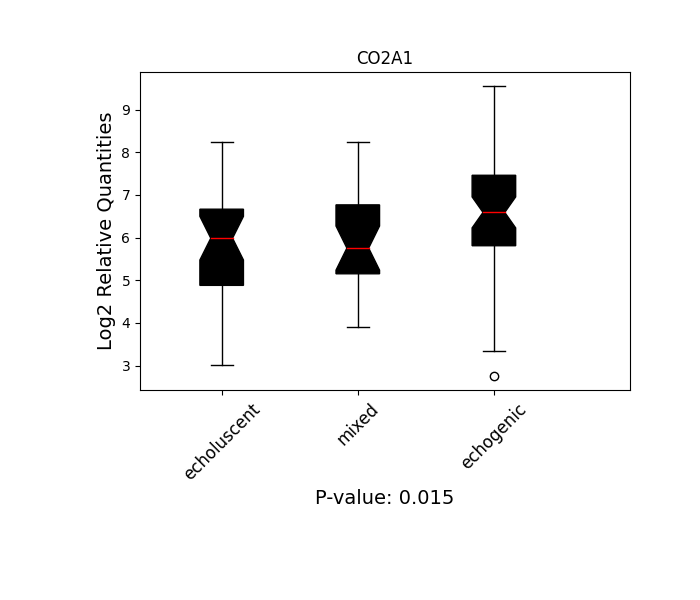 CO2A1
Log2 Relative Quantities
9
8
7
6
5
4
3
echoluscent
mixed
echogenic
P-value: 0.015